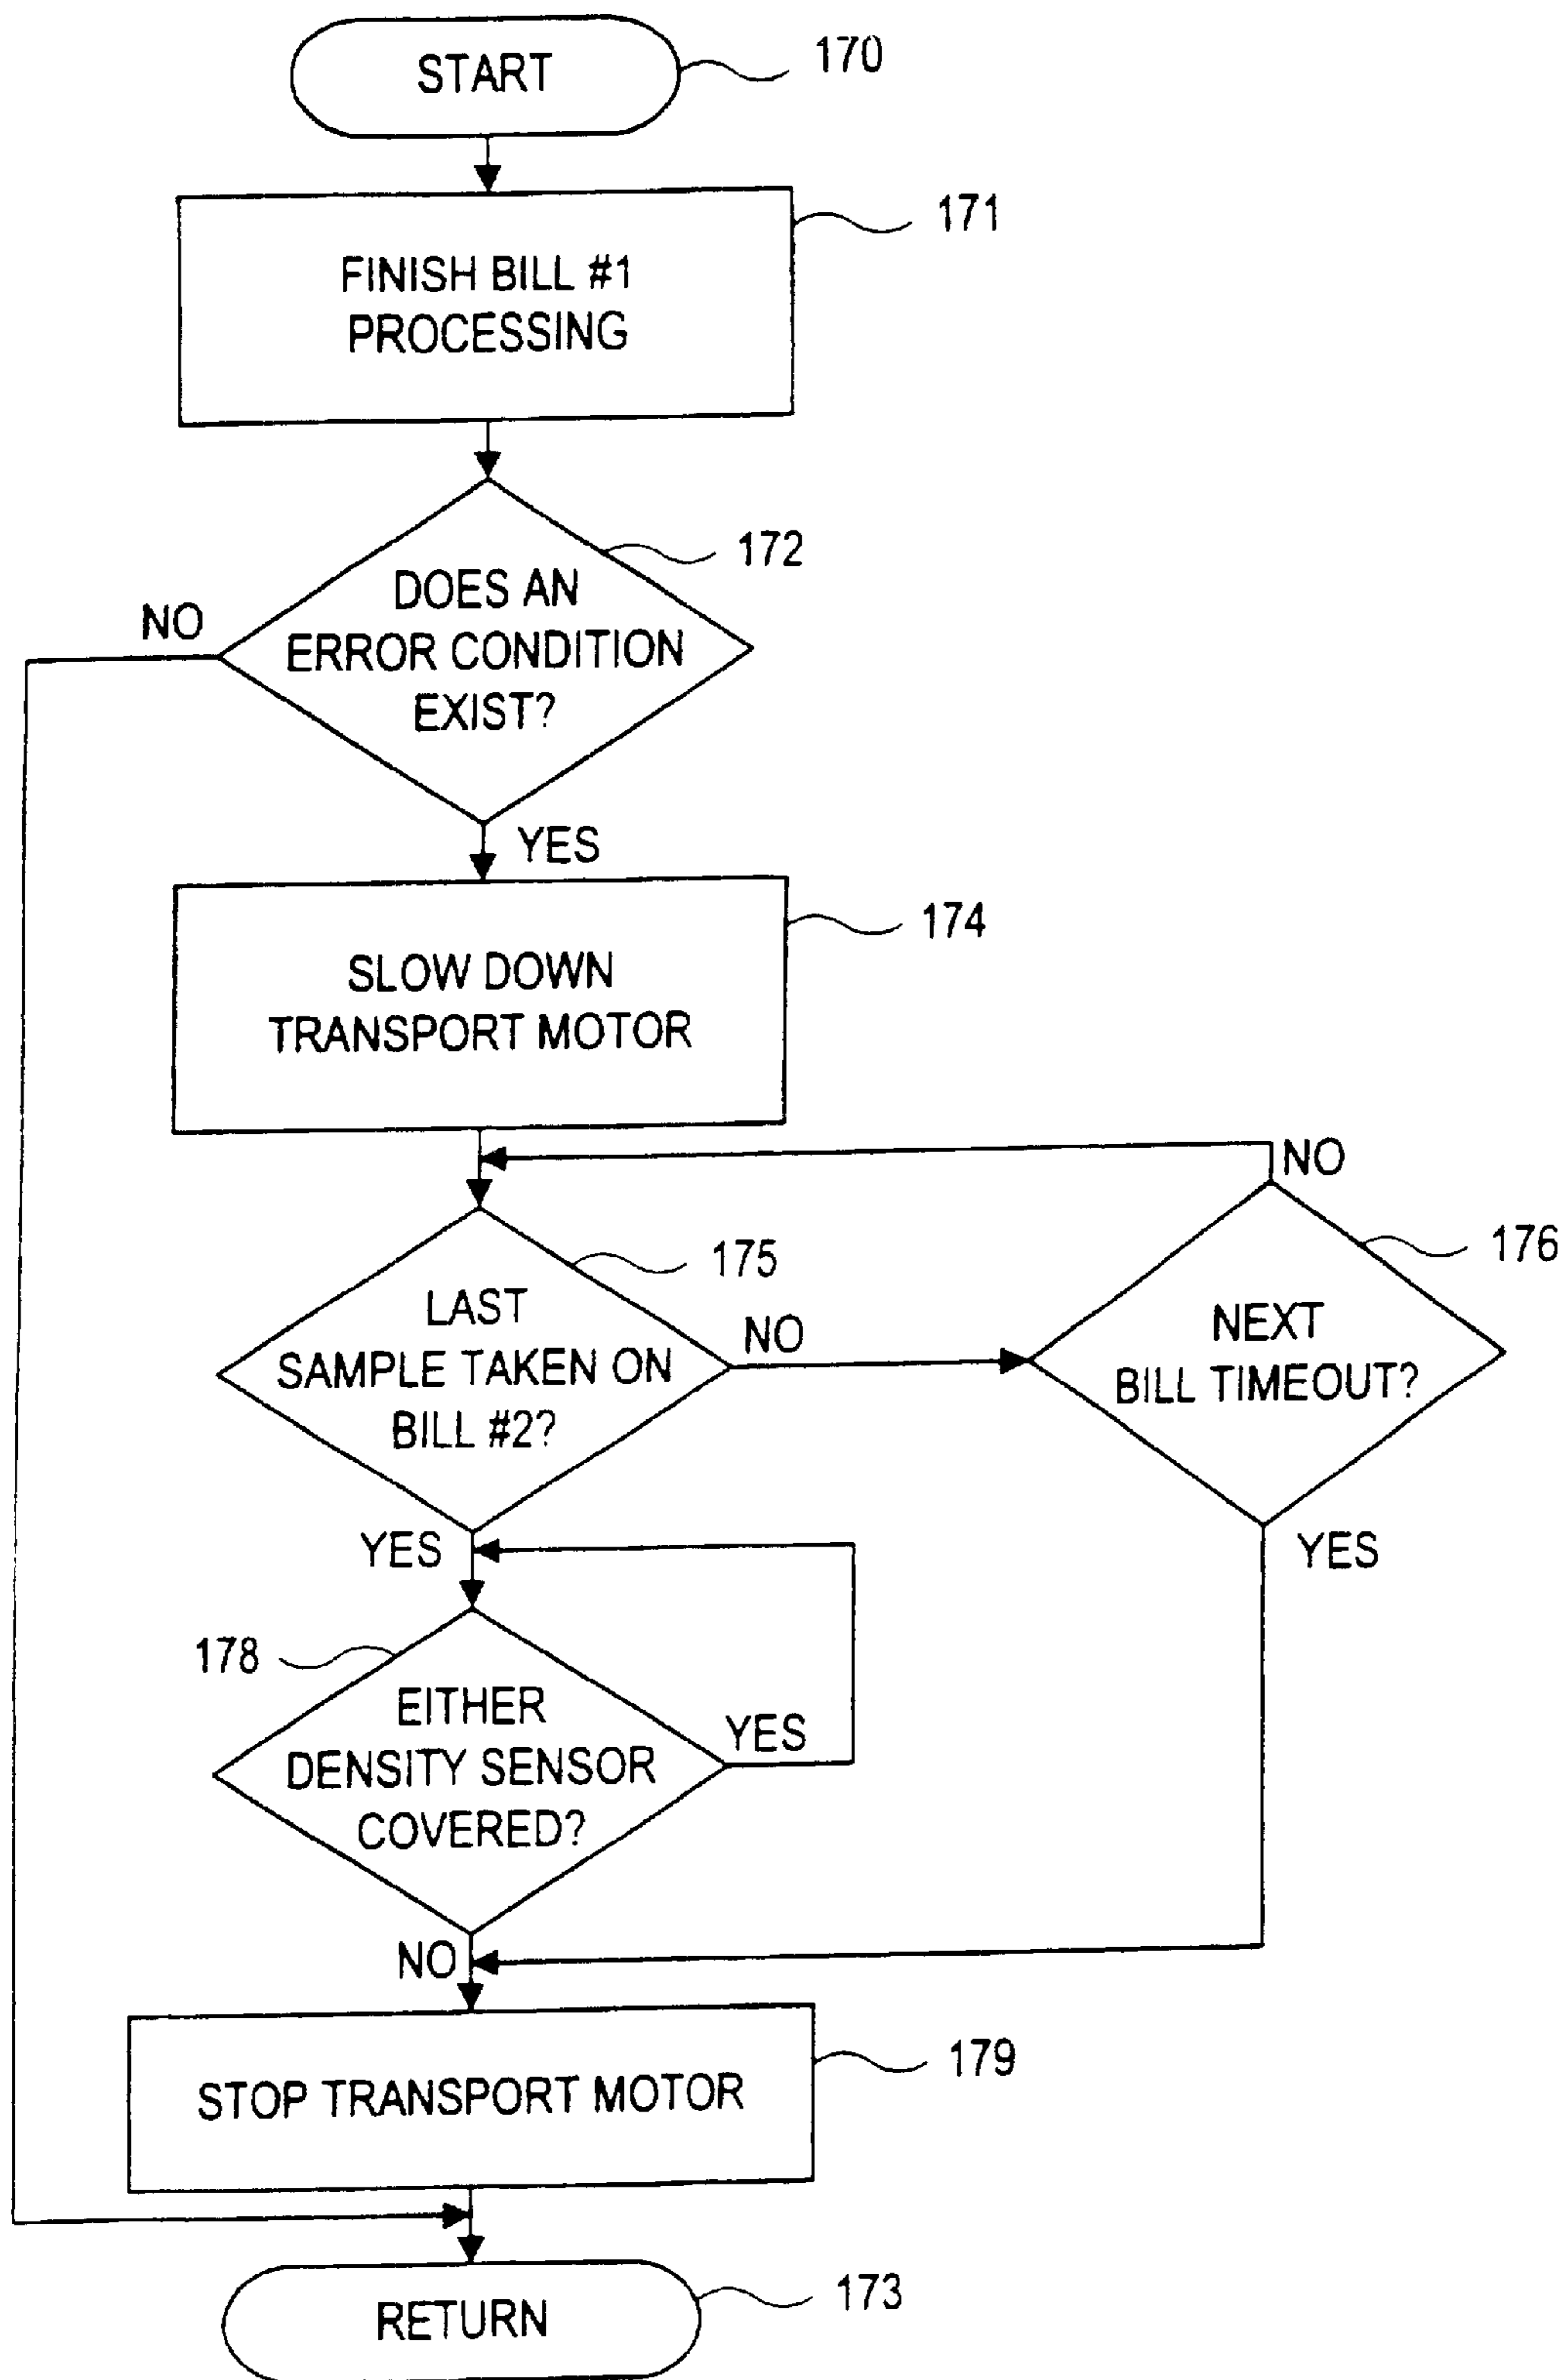 START
170
FINISH BILL #1
PROCESSING
171
DOES AN
ERROR CONDITION
EXIST?
172
NO
YES
SLOW DOWN
TRANSPORT MOTOR
174
LAST
SAMPLE TAKEN ON
BILL #2?
175
NO
NEXT
BILL TIMEOUT?
176
NO
YES
YES
EITHER
DENSITY SENSOR
COVERED?
178
YES
NO
STOP TRANSPORT MOTOR
179
RETURN
173